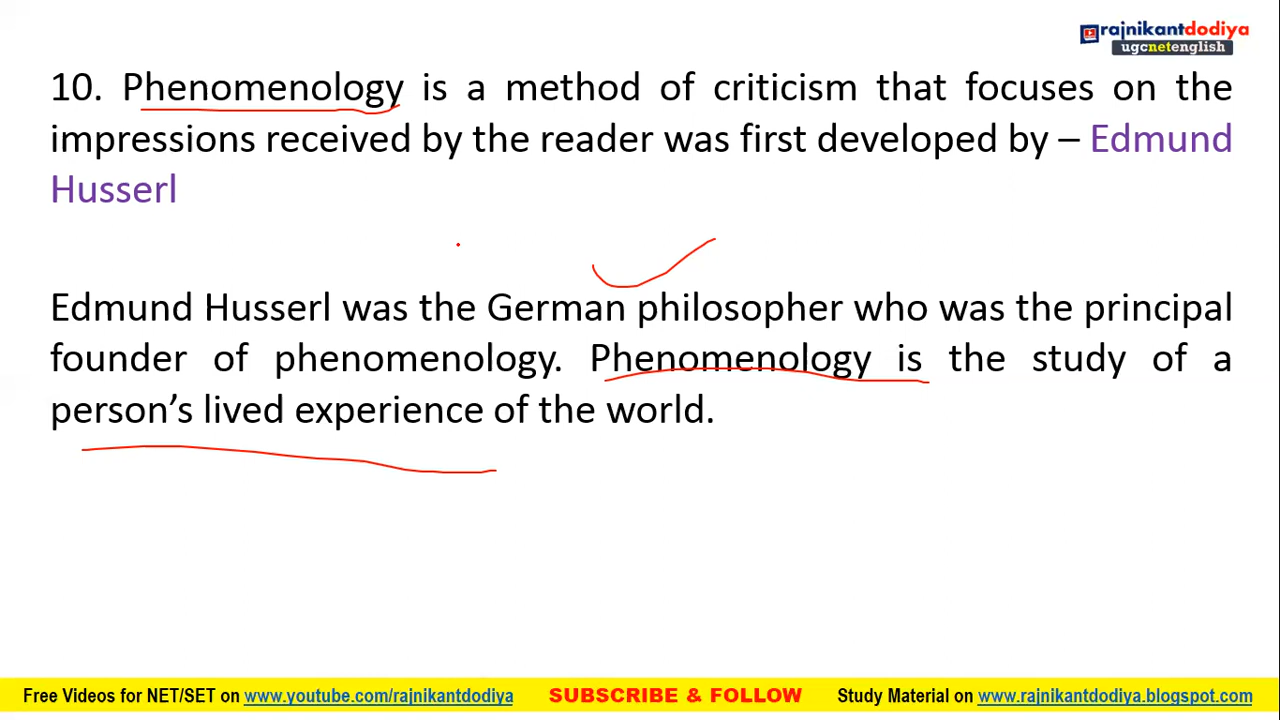 rajnikantdodiya
ugcnetenglish
10. Phenomenology is a method of criticism that focuses on the
impressions received by the reader was first developed by – Edmund
Husserl
Edmund Husserl was the German philosopher who was the principal
founder of phenomenology. Phenomenology is the study of a
person’s lived experience of the world.
Free Videos for NET/SET on www.youtube.com/rajnikantdodiya SUBSCRIBE & FOLLOW Study Material on www.rajnikantdodiya.blogspot.com